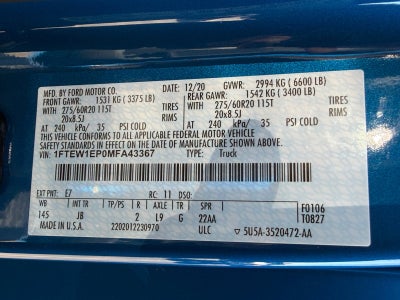 MFD. BY FORD MOTOR CO. 12/20 GVWR: 2994 KG ( 6600 LB)
FRONT GAWR: 1531 KG ( 3375 LB) REAR GAWR: 1542 KG ( 3400 LB)
275/60R20 115T TIRES 275/60R20 115T TIRES
20x8.5J RIMS 20x8.5J RIMS
AT 240 kPa/ 35 PSI COLD AT 240 kPa/ 35 PSI COLD
THIS VEHICLE CONFORMS TO ALL APPLICABLE FEDERAL MOTOR VEHICLE
SAFETY STANDARDS IN EFFECT ON THE DATE OF MANUFACTURE SHOWN ABOVE.
VIN: 1FTEW1EP0MFA43367 TYPE: Truck
EXT PNT: E7 RC: 11 DSO: F0106
WB INT TR TP/PS R AXLE TR SPR T0827
145 JB 2 L9 G 22AA
MADE IN U.S.A. 2202012230970 ULC 5U5A-3520472-AA